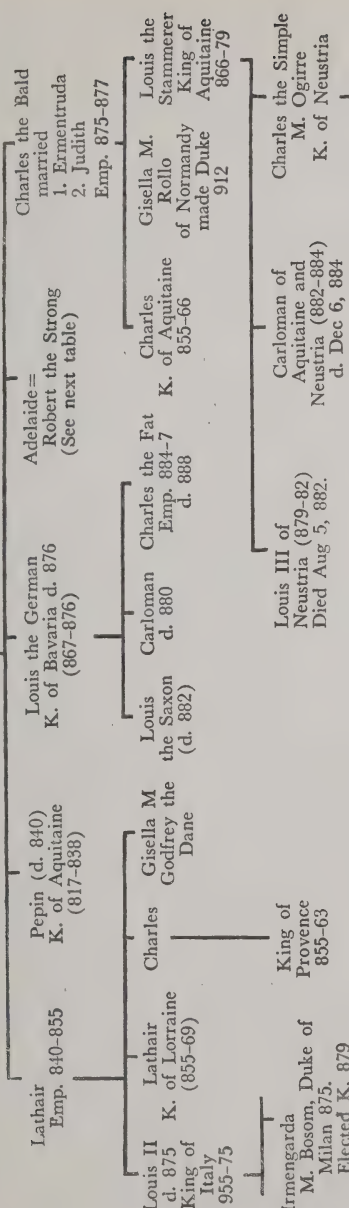 Lathair
Emp. 840-855
Pepin (d. 840)
K. of Aquitaine
(817-838)
Louis the German
K. of Bavaria d. 876
(867-876)
Adelaide=
Robert the Strong
(See next table)
Charles the Bald
married
1. Ermentruda
2. Judith
Emp. 875-877
Louis II
d. 875
King of
Italy
955-75
Lathair
K. of Lorraine
(855-69)
Charles
Gisella M
Godfrey the
Dane
Louis
the Saxon
(d. 882)
Carloman
d. 880
Charles the Fat
Emp. 884-7
d. 888
Charles
K. of Aquitaine
855-66
Gisella M.
Rollo
of Normandy
made Duke
912
Louis the
Stammerer
King of
Aquitaine
866-79
Irmengarda
M. Bosom, Duke of
Milan 875.
Elected K. 879
King of
Provence
855-63
Louis III of
Neustria (879-82)
Died Aug 5, 882.
Carloman of
Aquitaine and
Neustria (882-884)
d. Dec 6, 884
Charles the Simple
M. Ogirre
K. of Neustria